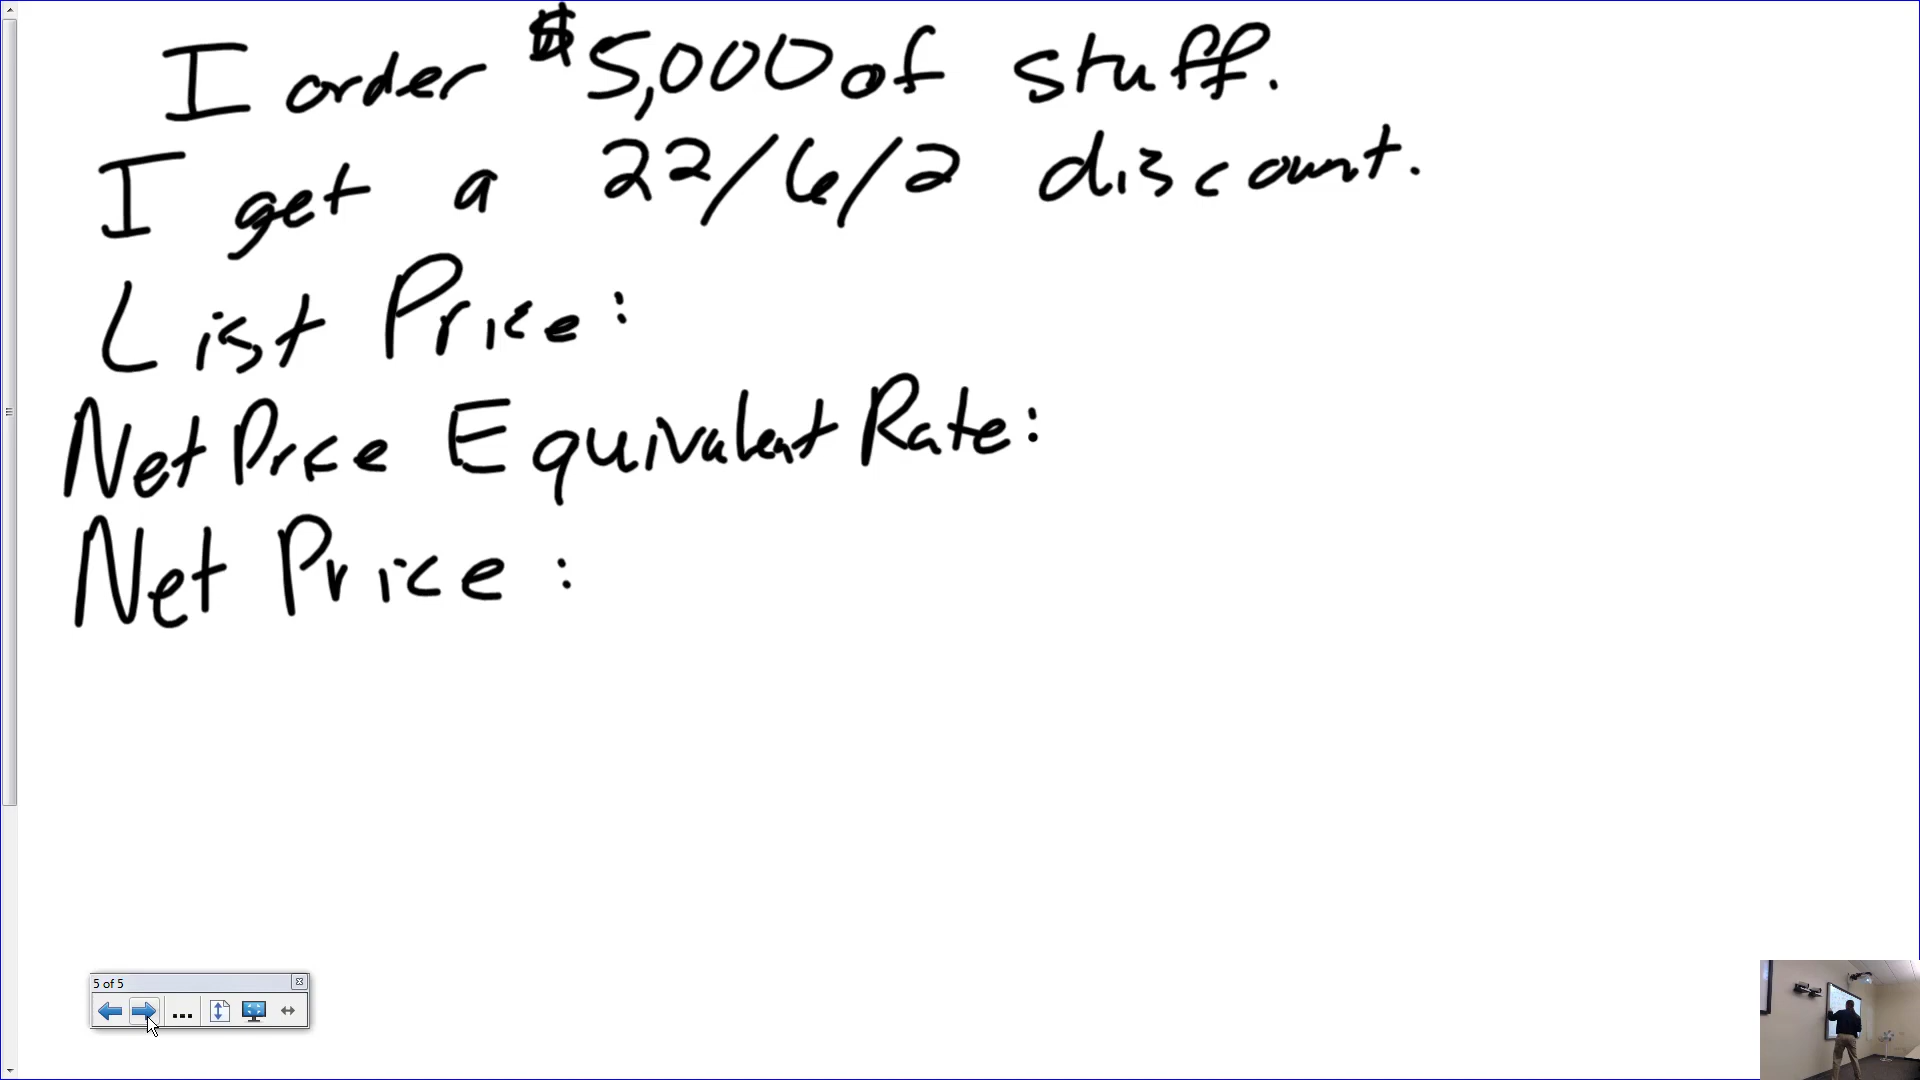 I order $5,000 of stuff.
I get a 22/6/2 discount.
List Price:
Net Price Equivalent Rate:
Net Price:
5 of 5